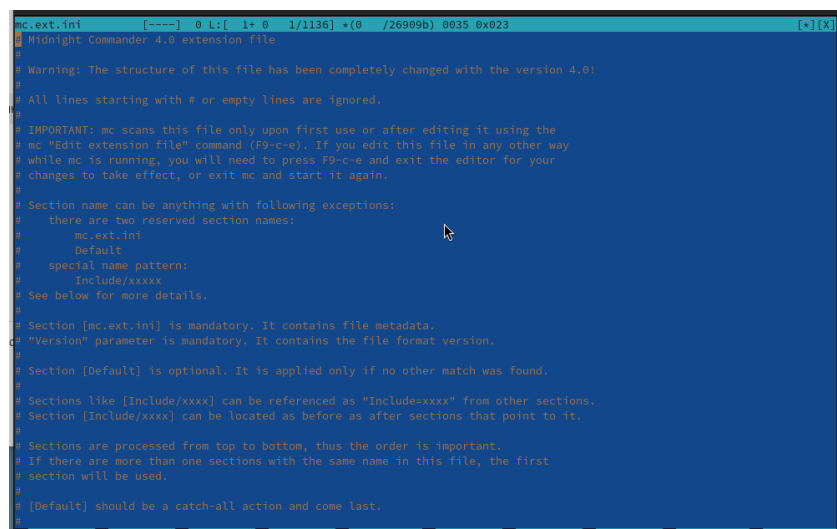 mc.ext.ini [----] 0 L:[ 1+ 0 1/1136] *(0 /26909b) 0035 0x023 [*][X]
# Midnight Commander 4.0 extension file
#
# Warning: The structure of this file has been completely changed with the version 4.0!
#
# All lines starting with # or empty lines are ignored.
#
# IMPORTANT: mc scans this file only upon first use or after editing it using the
# mc "Edit extension file" command (F9-c-e). If you edit this file in any other way
# while mc is running, you will need to press F9-c-e and exit the editor for your
# changes to take effect, or exit mc and start it again.
#
# Section name can be anything with following exceptions:
#    there are two reserved section names:
#        mc.ext.ini
#        Default
#    special name pattern:
#        Include/xxxxx
# See below for more details.
#
# Section [mc.ext.ini] is mandatory. It contains file metadata.
# "Version" parameter is mandatory. It contains the file format version.
#
# Section [Default] is optional. It is applied only if no other match was found.
#
# Sections like [Include/xxxx] can be referenced as "Include=xxxx" from other sections.
# Section [Include/xxxx] can be located as before as after sections that point to it.
#
# Sections are processed from top to bottom, thus the order is important.
# If there are more than one sections with the same name in this file, the first
# section will be used.
#
# [Default] should be a catch-all action and come last.
#